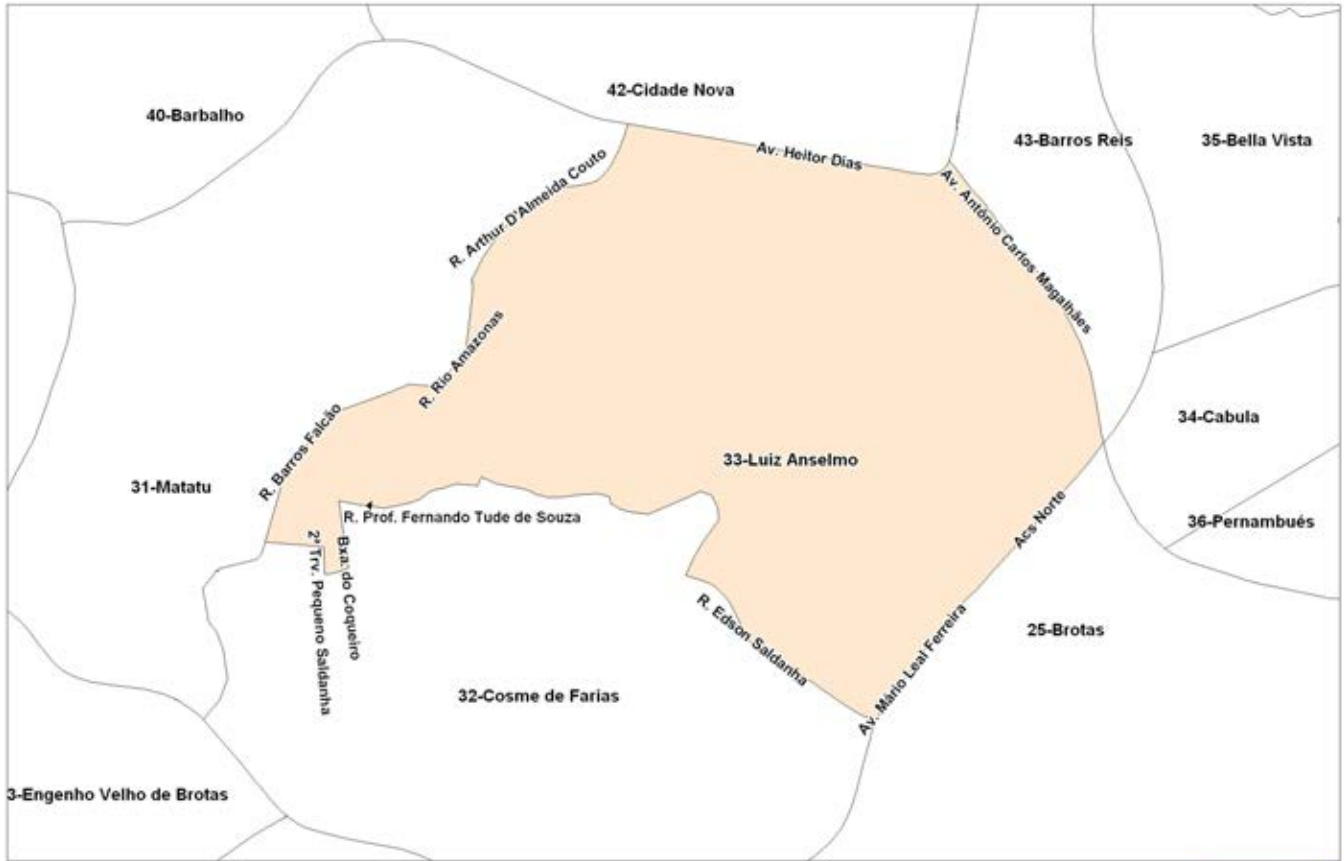 42-Cidade Nova
40-Barbalho
43-Barros Reis
35-Bella Vista
Av. Heitor Dias
R. Arthur D'Almeida Couto
Av. Antônio Carlos Magalhães
R. Rio Amazonas
R. Barros Falcão
34-Cabula
33-Luiz Anselmo
31-Matatu
R. Prof. Fernando Tude de Souza
36-Pernambués
Acs Norte
2ª Trv. Pequeno Saldanha
Bxa. do Coqueiro
R. Edson Saldanha
Av. Mário Leal Ferreira
25-Brotas
32-Cosme de Farias
3-Engenho Velho de Brotas